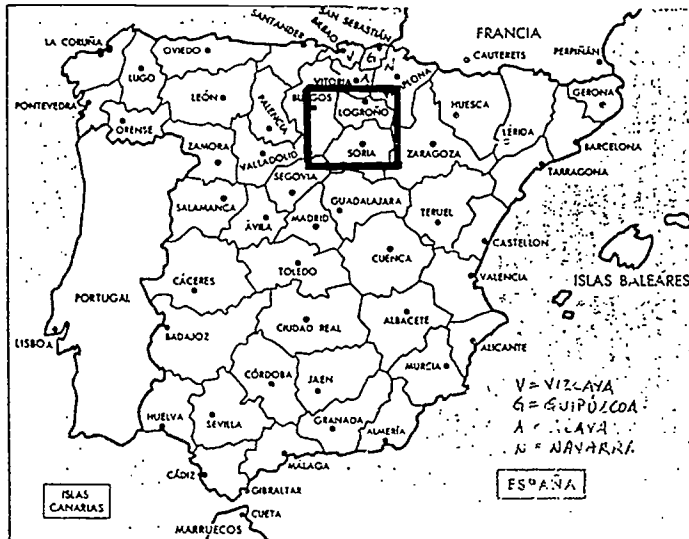 SAN SEBASTIÁN
SANTANDER
BILBAO
FRANCIA
LA CORUÑA
OVIEDO
V
G
N
CAUTERETS
PERPIÑÁN
LUGO
VITORIA
A
PLONA
PONTEVEDRA
LEÓN
PALENCIA
BURGOS
LOGROÑO
HUESCA
GERONA
ORENSE
LÉRIDA
ZAMORA
VALLADOLID
SORIA
ZARAGOZA
BARCELONA
TARRAGONA
SEGOVIA
SALAMANCA
GUADALAJARA
ÁVILA
MADRID
TERUEL
CASTELLON
CUENCA
TOLEDO
VALENCIA
ISLAS BALEARES
CÁCERES
PORTUGAL
CIUDAD REAL
ALBACETE
LISBOA
BADAJOZ
ALICANTE
MURCIA
CÓRDOBA
JAEN
V = VIZCAYA
G = GUIPÚZCOA
HUELVA
SEVILLA
GRANADA
ALMERÍA
N = NAVARRA
MÁLAGA
CÁDIZ
ESPAÑA
ISLAS
CANARIAS
GIBRALTAR
CUETA
MARRUECOS